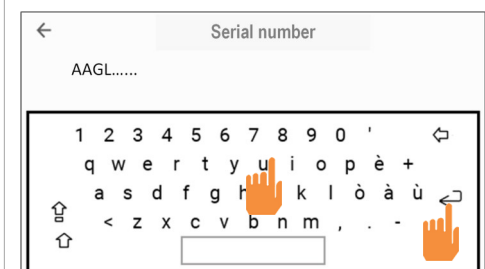 Serial number
AAGL......
1 2 3 4 5 6 7 8 9 0 '
q w e r t y u i o p è +
a s d f g h k l ò à ù
< z x c v b n m , . -